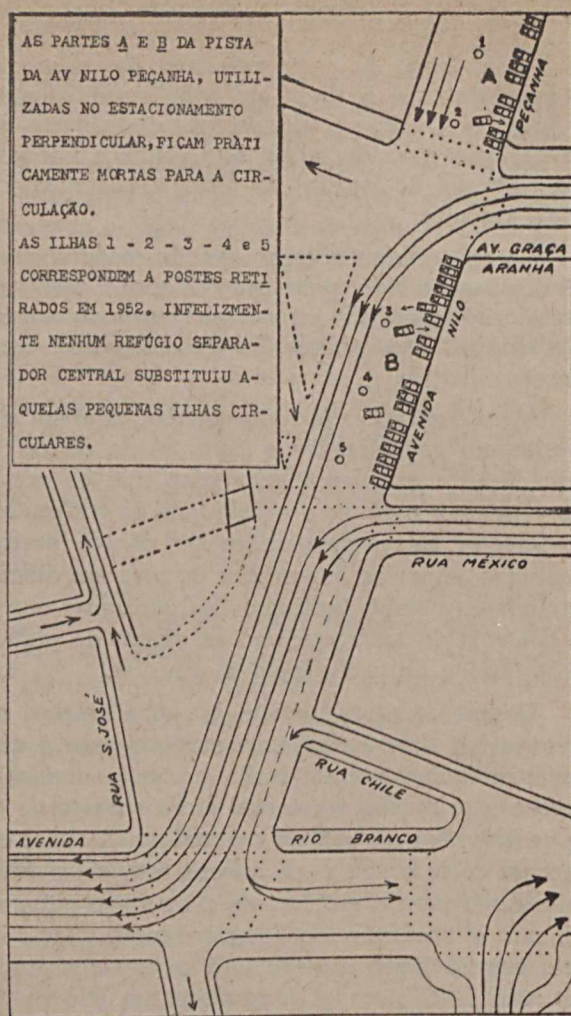 AS PARTES A E B DA PISTA
DA AV NILO PEÇANHA, UTILI-
ZADAS NO ESTACIONAMENTO
PERPENDICULAR, FICAM PRÀTI
CAMENTE MORTAS PARA A CIR-
CULAÇÃO.
AS ILHAS 1 - 2 - 3 - 4 e 5
CORRESPONDEM A POSTES RETI
RADOS EM 1952. INFELIZMEN-
TE NENHUM REFÚGIO SEPARA-
DOR CENTRAL SUBSTITUIU A-
QUELAS PEQUENAS ILHAS CIR-
CULARES.
1
A
2
PEÇANHA
AV. GRAÇA
ARANHA
NILO
3
B
4
AVENIDA
5
RUA MÉXICO
RUA S. JOSÉ
RUA CHILE
AVENIDA
RIO BRANCO